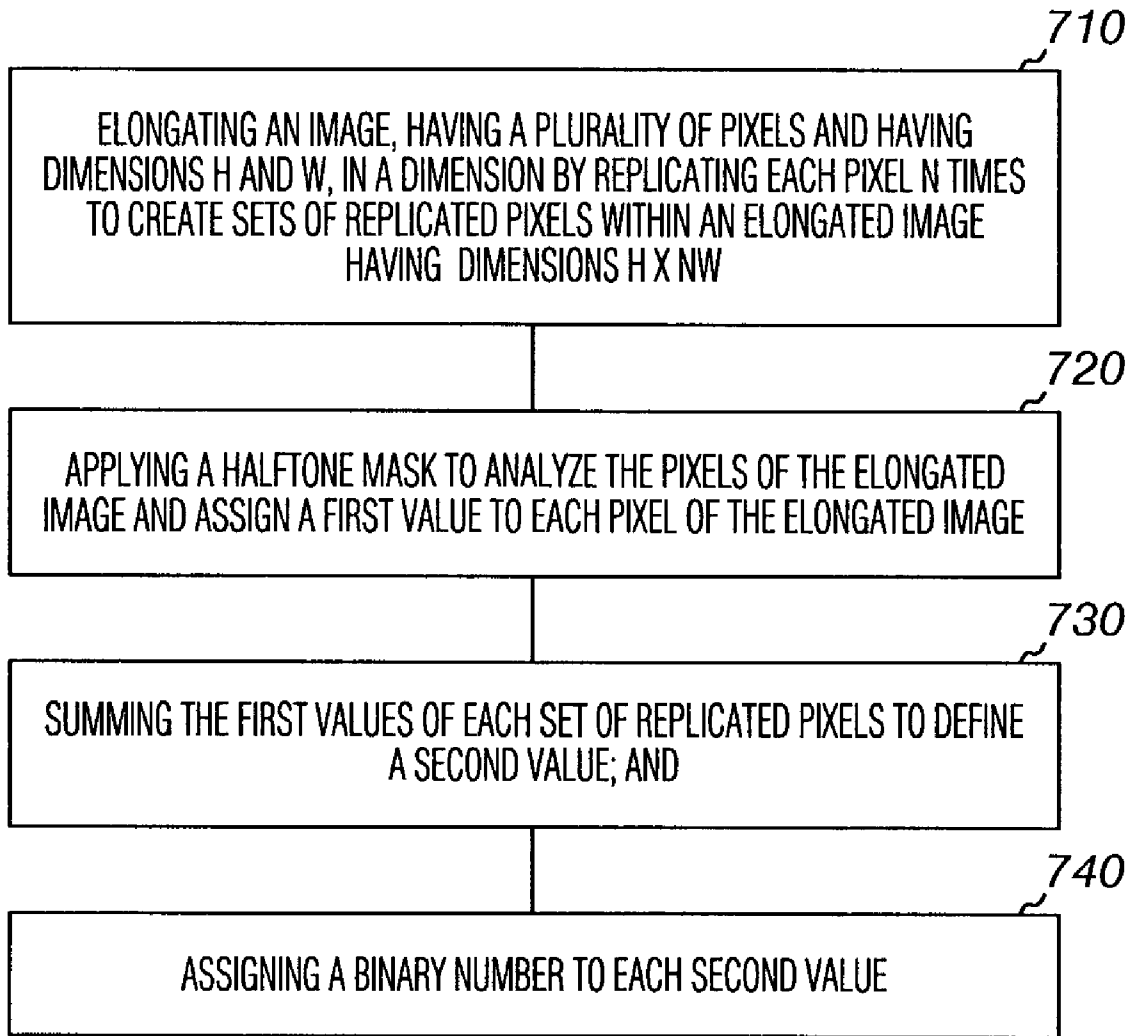 710
ELONGATING AN IMAGE, HAVING A PLURALITY OF PIXELS AND HAVING
DIMENSIONS H AND W, IN A DIMENSION BY REPLICATING EACH PIXEL N TIMES
TO CREATE SETS OF REPLICATED PIXELS WITHIN AN ELONGATED IMAGE
HAVING DIMENSIONS H X NW
720
APPLYING A HALFTONE MASK TO ANALYZE THE PIXELS OF THE ELONGATED
IMAGE AND ASSIGN A FIRST VALUE TO EACH PIXEL OF THE ELONGATED IMAGE
730
SUMMING THE FIRST VALUES OF EACH SET OF REPLICATED PIXELS TO DEFINE
A SECOND VALUE; AND
740
ASSIGNING A BINARY NUMBER TO EACH SECOND VALUE